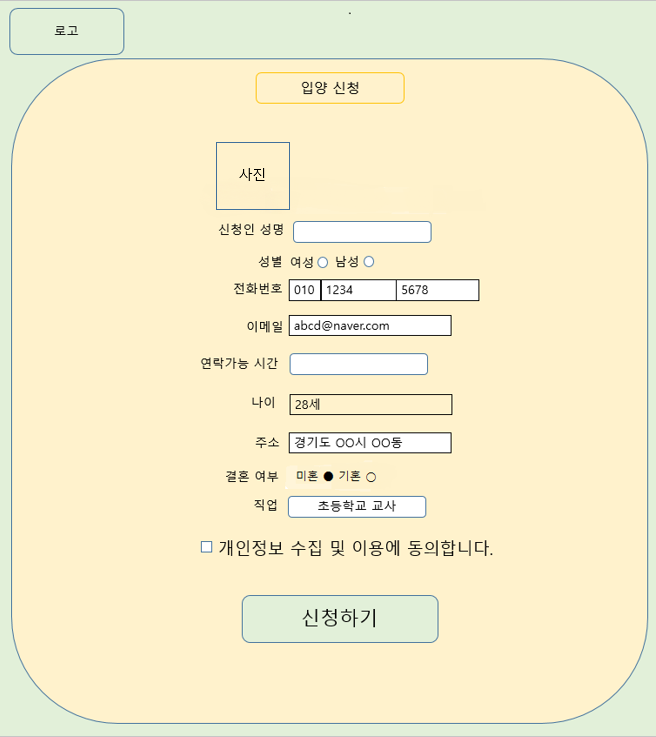 로고
입양 신청
사진
신청인 성명
성별 여성 남성
전화번호 010 1234 5678
이메일 abcd@naver.com
연락가능 시간
나이 28세
주소 경기도 OO시 OO동
결혼 여부 미혼 ● 기혼 ○
직업 초등학교 교사
개인정보 수집 및 이용에 동의합니다.
신청하기